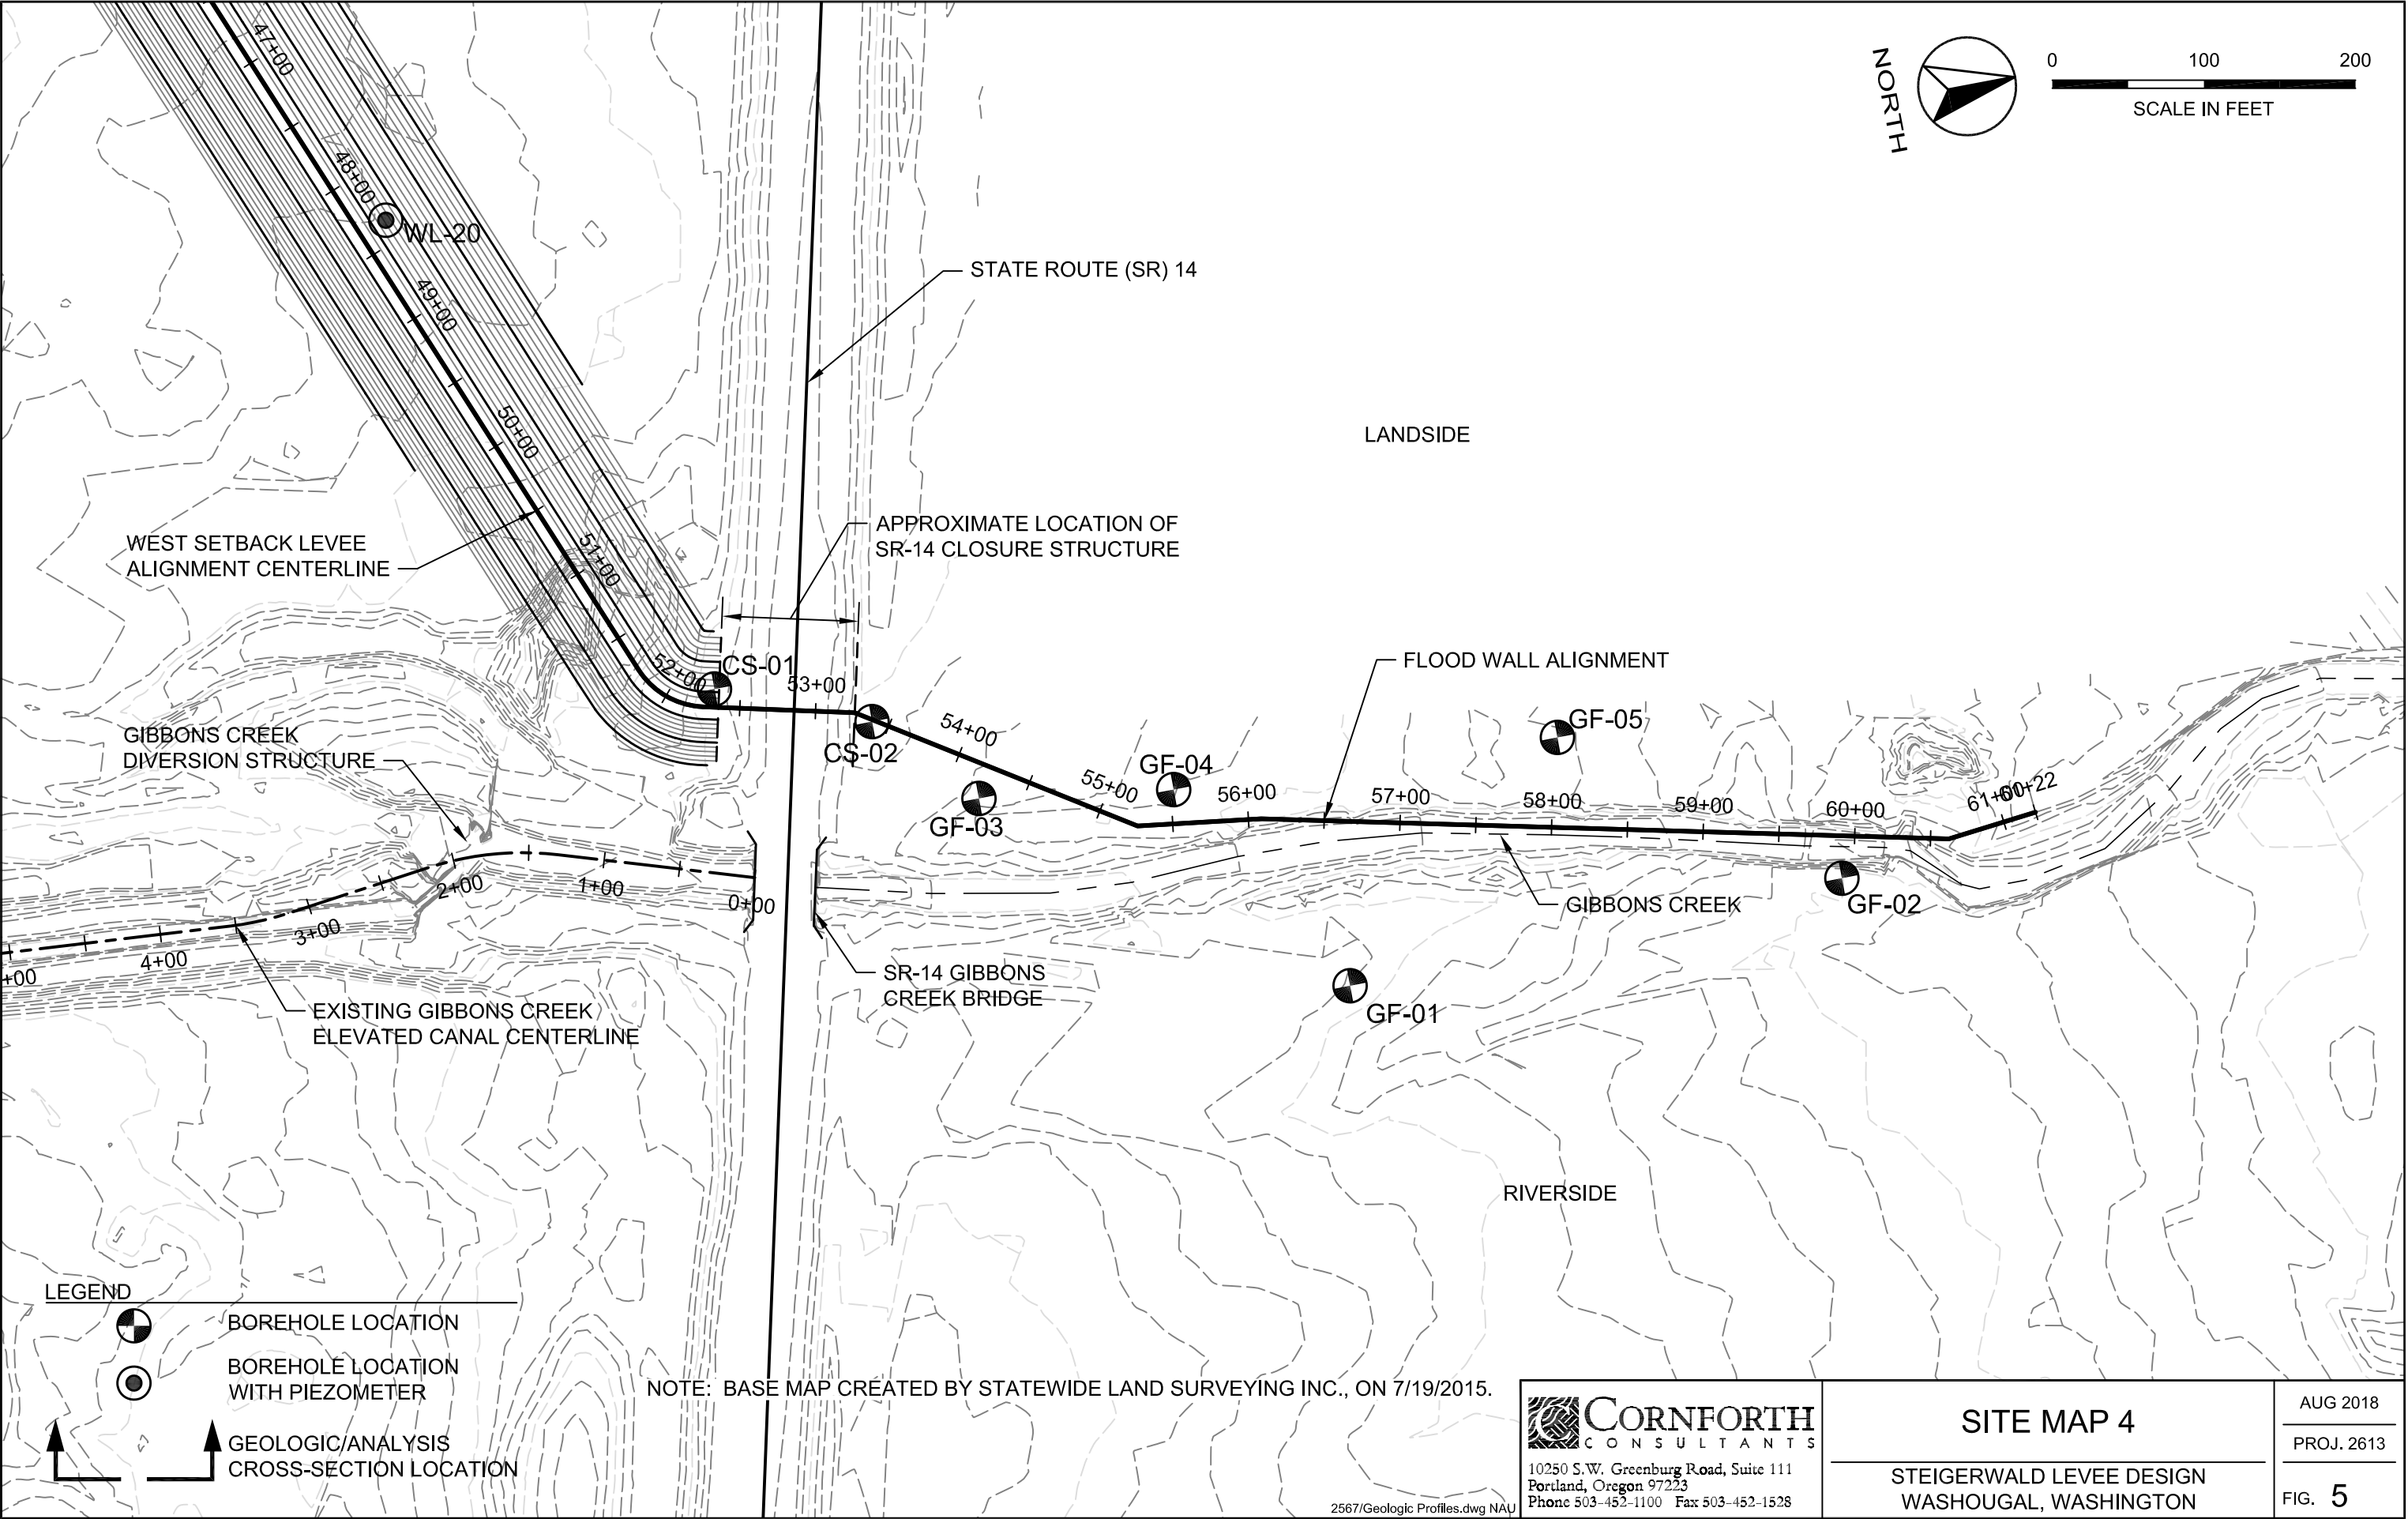 47+00
48+00
WL-20
49+00
50+00
51+00
52+00
CS-01
53+00
CS-02
54+00
55+00
GF-03
GF-04
56+00
57+00
58+00
59+00
60+00
61+00
61+22
GF-05
GF-02
GF-01
NORTH
0 100 200
SCALE IN FEET
STATE ROUTE (SR) 14
LANDSIDE
APPROXIMATE LOCATION OF
SR-14 CLOSURE STRUCTURE
WEST SETBACK LEVEE
ALIGNMENT CENTERLINE
FLOOD WALL ALIGNMENT
GIBBONS CREEK
DIVERSION STRUCTURE
0+00
1+00
2+00
3+00
4+00
+00
GIBBONS CREEK
SR-14 GIBBONS
CREEK BRIDGE
EXISTING GIBBONS CREEK
ELEVATED CANAL CENTERLINE
RIVERSIDE
LEGEND
BOREHOLE LOCATION
BOREHOLE LOCATION
WITH PIEZOMETER
GEOLOGIC/ANALYSIS
CROSS-SECTION LOCATION
NOTE: BASE MAP CREATED BY STATEWIDE LAND SURVEYING INC., ON 7/19/2015.
2567/Geologic Profiles.dwg NAU
CORNFORTH
CONSULTANTS
10250 S.W. Greenburg Road, Suite 111
Portland, Oregon 97223
Phone 503-452-1100 Fax 503-452-1528
SITE MAP 4
STEIGERWALD LEVEE DESIGN
WASHOUGAL, WASHINGTON
AUG 2018
PROJ. 2613
FIG. 5